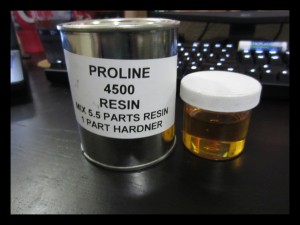 PROLINE
4500
RESIN
MIX 5.5 PARTS RESIN
1 PART HARDNER